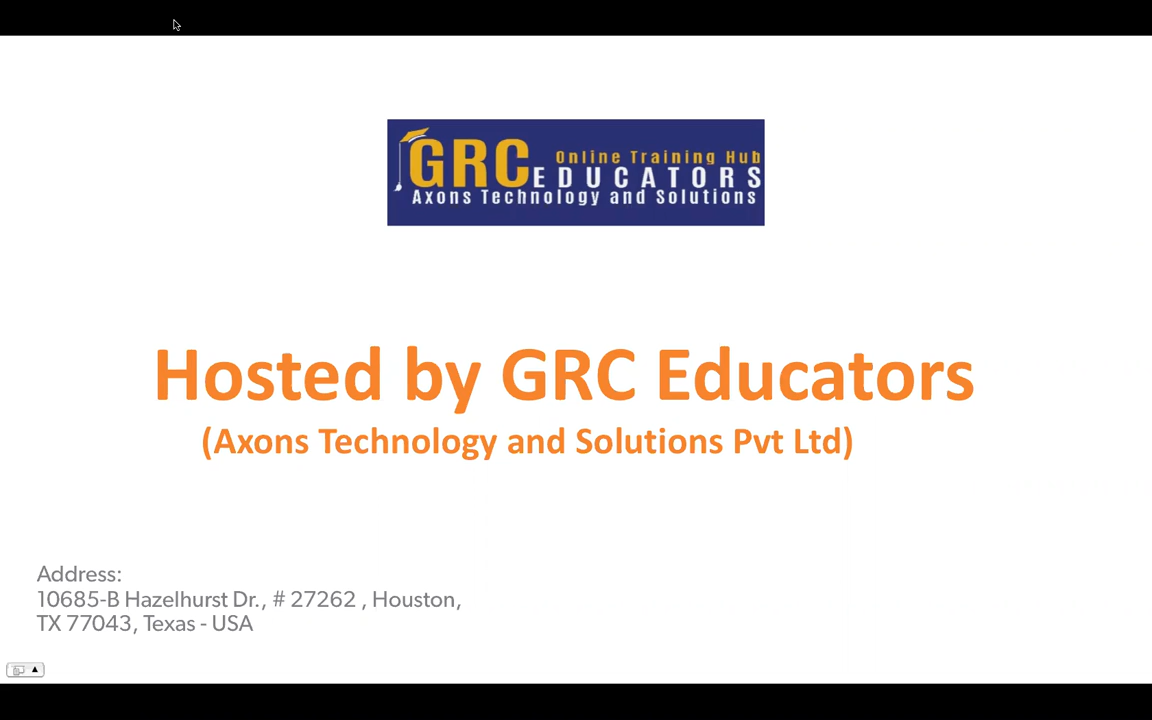 GRC Online Training Hub
EDUCATORS
Axons Technology and Solutions
Hosted by GRC Educators
(Axons Technology and Solutions Pvt Ltd)
Address:
10685-B Hazelhurst Dr., # 27262 , Houston,
TX 77043, Texas - USA